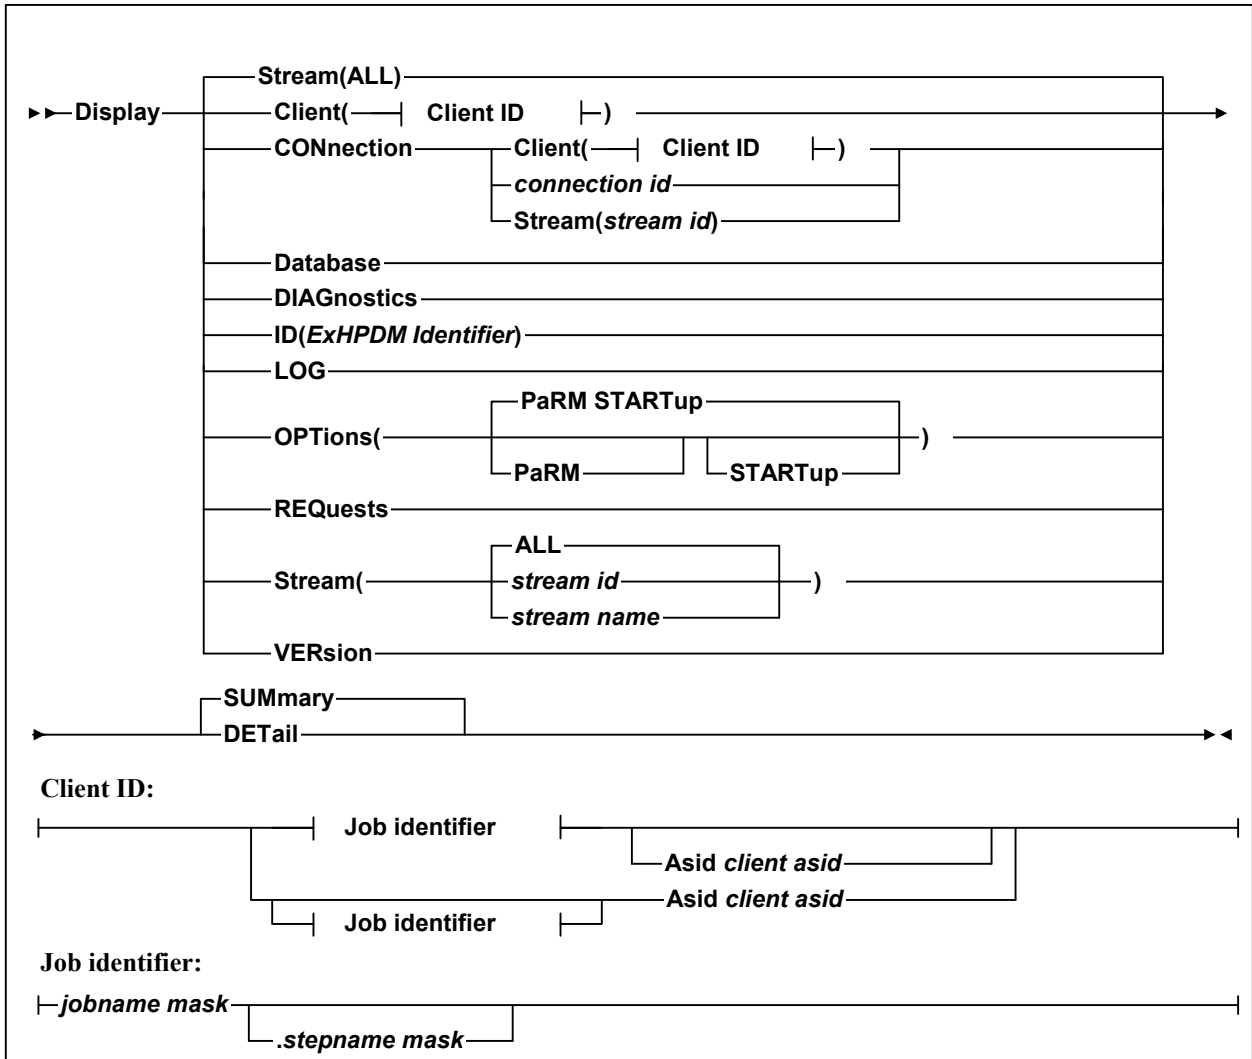 Stream(ALL)
Display Client( Client ID )
CONnection Client( Client ID )
connection id
Stream(stream id)
Database
DIAGnostics
ID(ExHPDM Identifier)
LOG
PaRM STARTup
OPTions( )
PaRM STARTup
REQuests
ALL
Stream( stream id )
stream name
VERsion
SUMmary
DETail
Client ID:
Job identifier
Asid client asid
Asid client asid
Job identifier
Job identifier:
jobname mask
.stepname mask